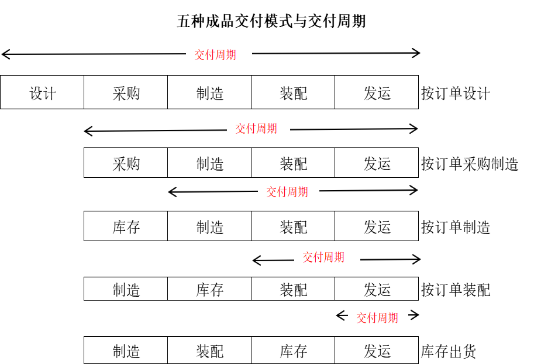 五种成品交付模式与交付周期
交付周期
设计 采购 制造 装配 发运 按订单设计
交付周期
采购 制造 装配 发运 按订单采购制造
交付周期
库存 制造 装配 发运 按订单制造
交付周期
制造 库存 装配 发运 按订单装配
交付周期
制造 装配 库存 发运 库存出货